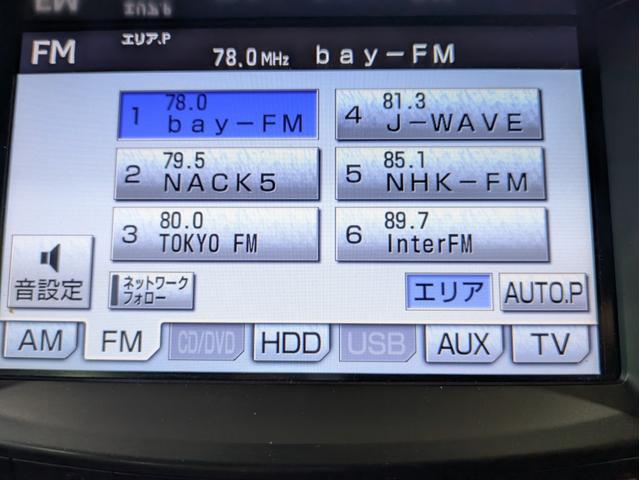 FM
エリア.P
78.0MHz bay-FM
1 78.0 bay-FM
4 81.3 J-WAVE
2 79.5 NACK5
5 85.1 NHK-FM
3 80.0 TOKYO FM
6 89.7 InterFM
音設定
ネットワーク
フォロー
エリア
AUTO.P
AM
FM
CD/DVD
HDD
USB
AUX
TV